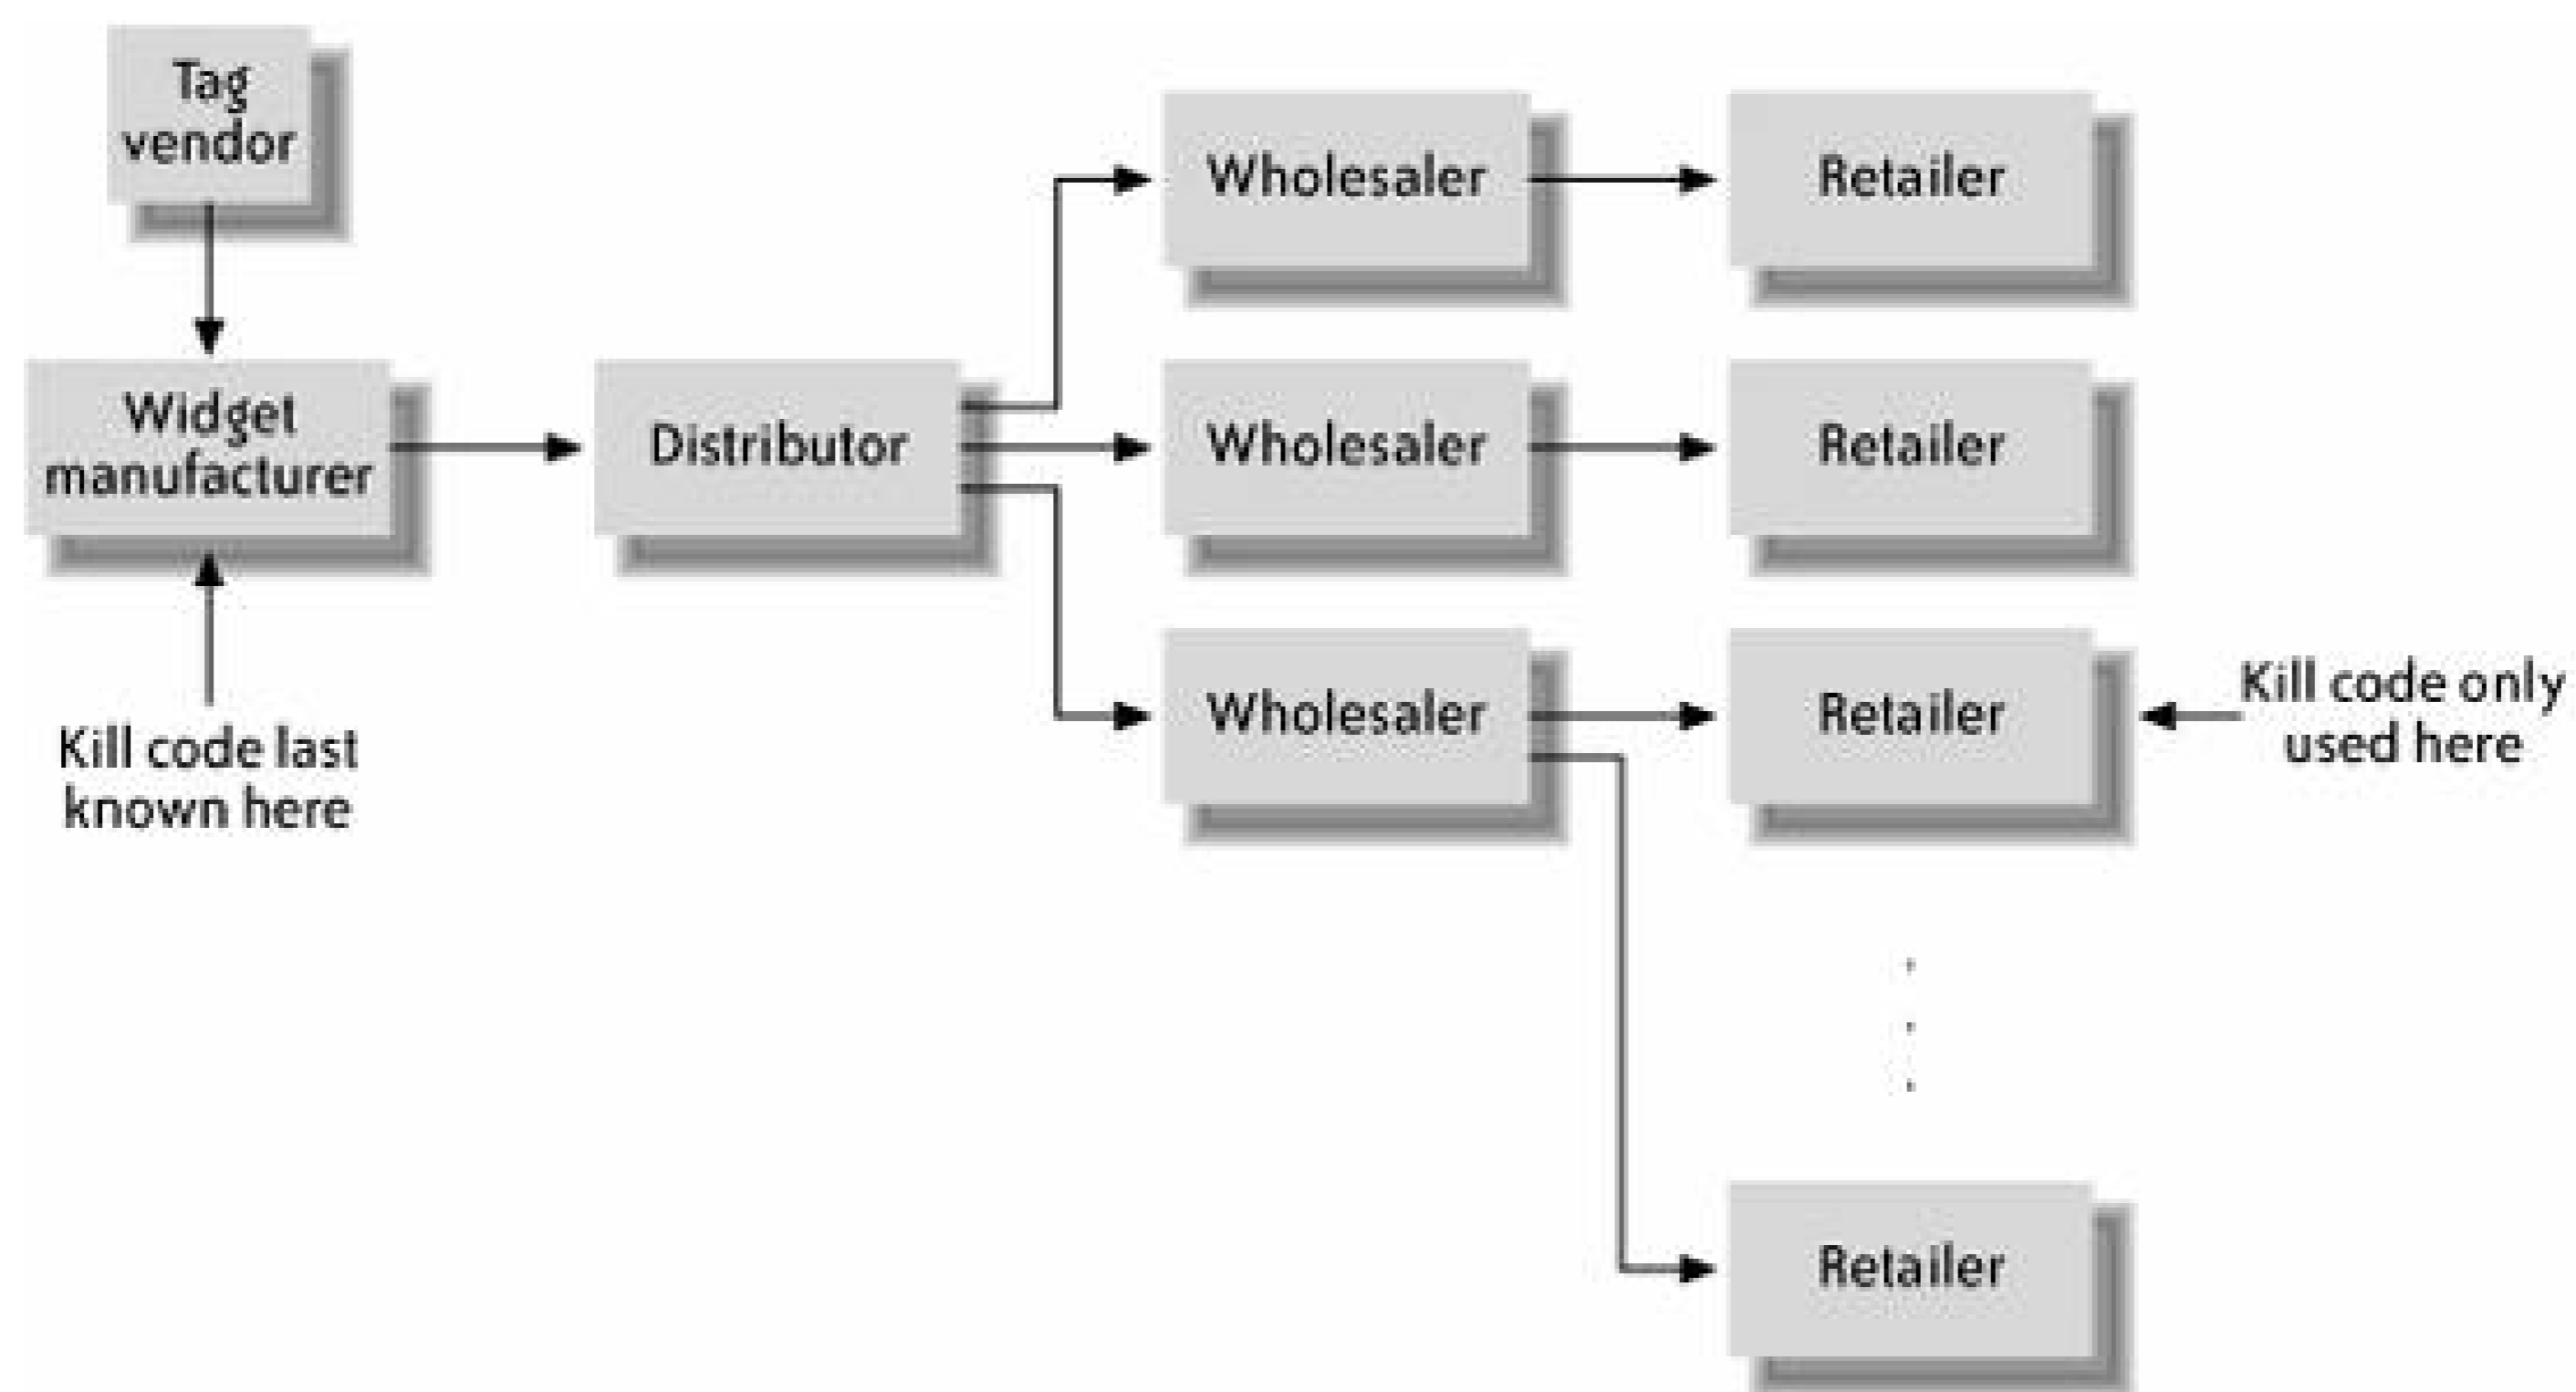 Tag
vendor
Wholesaler
Retailer
Widget
manufacturer
Distributor
Wholesaler
Retailer
Wholesaler
Retailer
Kill code only
used here
Kill code last
known here
Retailer